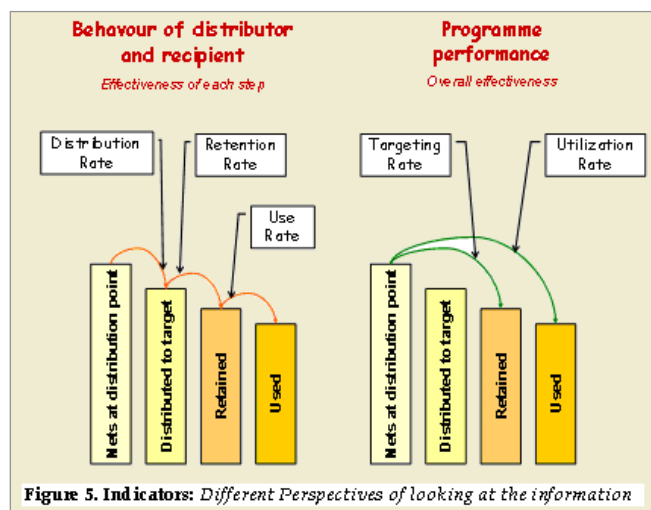 Behavour of distributor
and recipient
Effectiveness of each step
Programme
performance
Overall effectiveness
Distribution
Rate
Retention
Rate
Use
Rate
Targeting
Rate
Utilization
Rate
Nets at distribution point
Distributed to target
Retained
Used
Nets at distribution point
Distributed to target
Retained
Used
Figure 5. Indicators: Different Perspectives of looking at the information